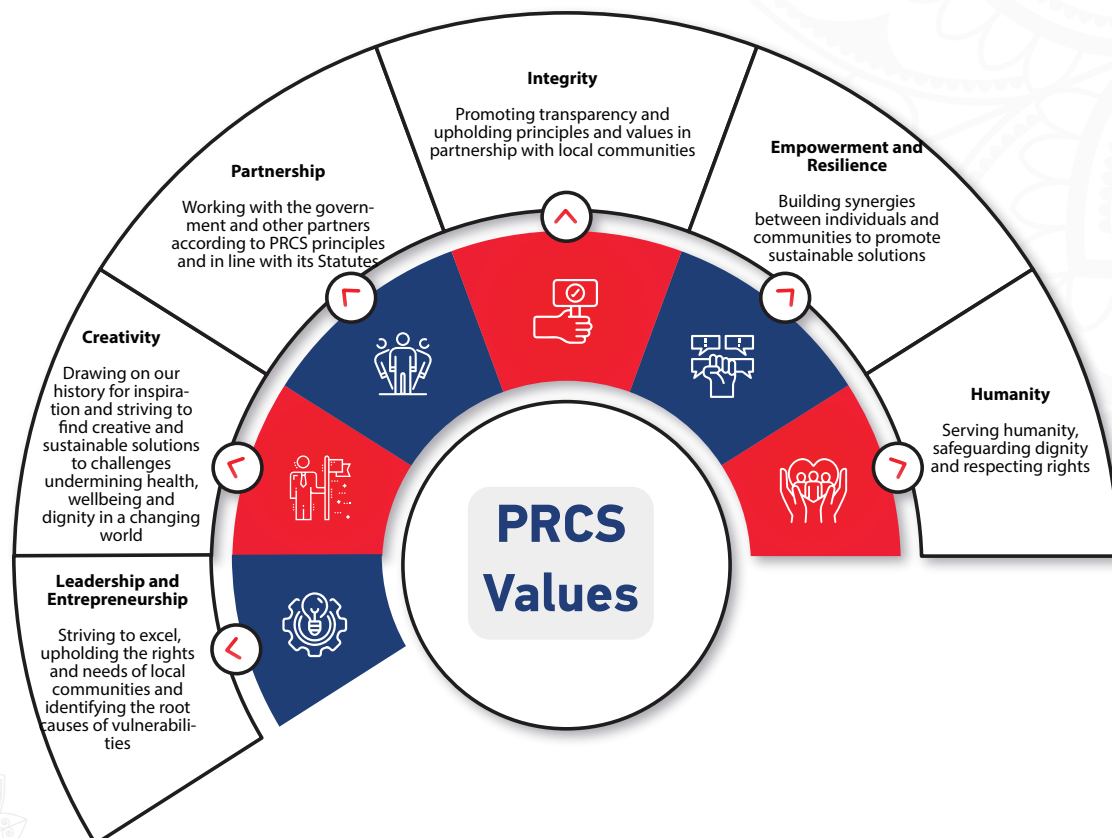 Integrity
Promoting transparency and
upholding principles and values in
partnership with local communities
Empowerment and
Resilience
Building synergies
between individuals and
communities to promote
sustainable solutions
Partnership
Working with the govern-
ment and other partners
according to PRCS principles
and in line with its Statutes
Creativity
Drawing on our
history for inspira-
tion and striving to
find creative and
sustainable solutions
to challenges
undermining health,
wellbeing and
dignity in a changing
world
Humanity
Serving humanity,
safeguarding dignity
and respecting rights
PRCS
Values
Leadership and
Entrepreneurship
Striving to excel,
upholding the rights
and needs of local
communities and
identifying the root
causes of vulnerabili-
ties